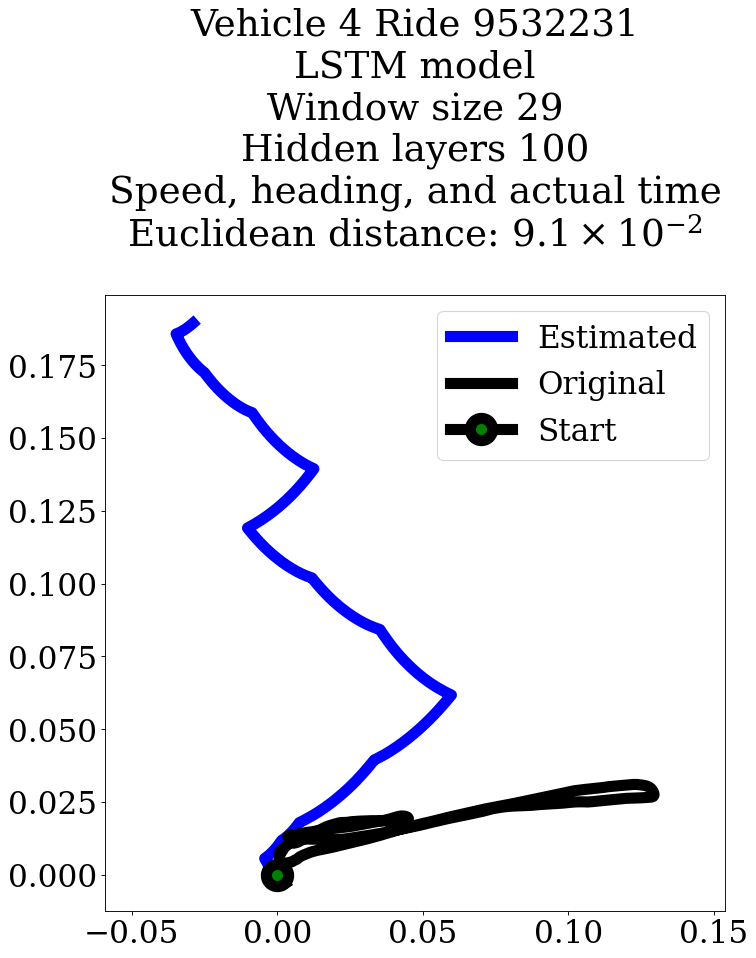 Vehicle 4 Ride 9532231
LSTM model
Window size 29
Hidden layers 100
Speed, heading, and actual time
Euclidean distance: 9.1 × 10⁻²
Estimated
Original
Start
0.175
0.150
0.125
0.100
0.075
0.050
0.025
0.000
−0.05 0.00 0.05 0.10 0.15